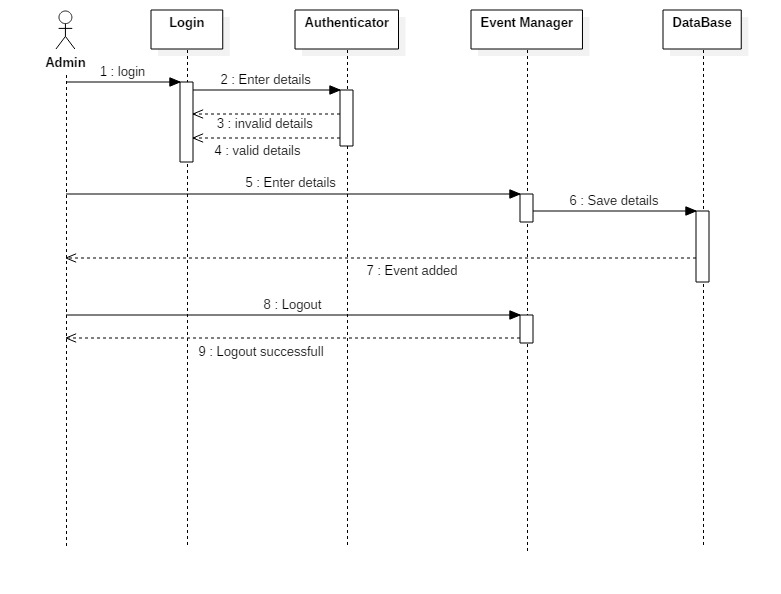 Login
Authenticator
Event Manager
DataBase
Admin
1 : login
2 : Enter details
3 : invalid details
4 : valid details
5 : Enter details
6 : Save details
7 : Event added
8 : Logout
9 : Logout successfull